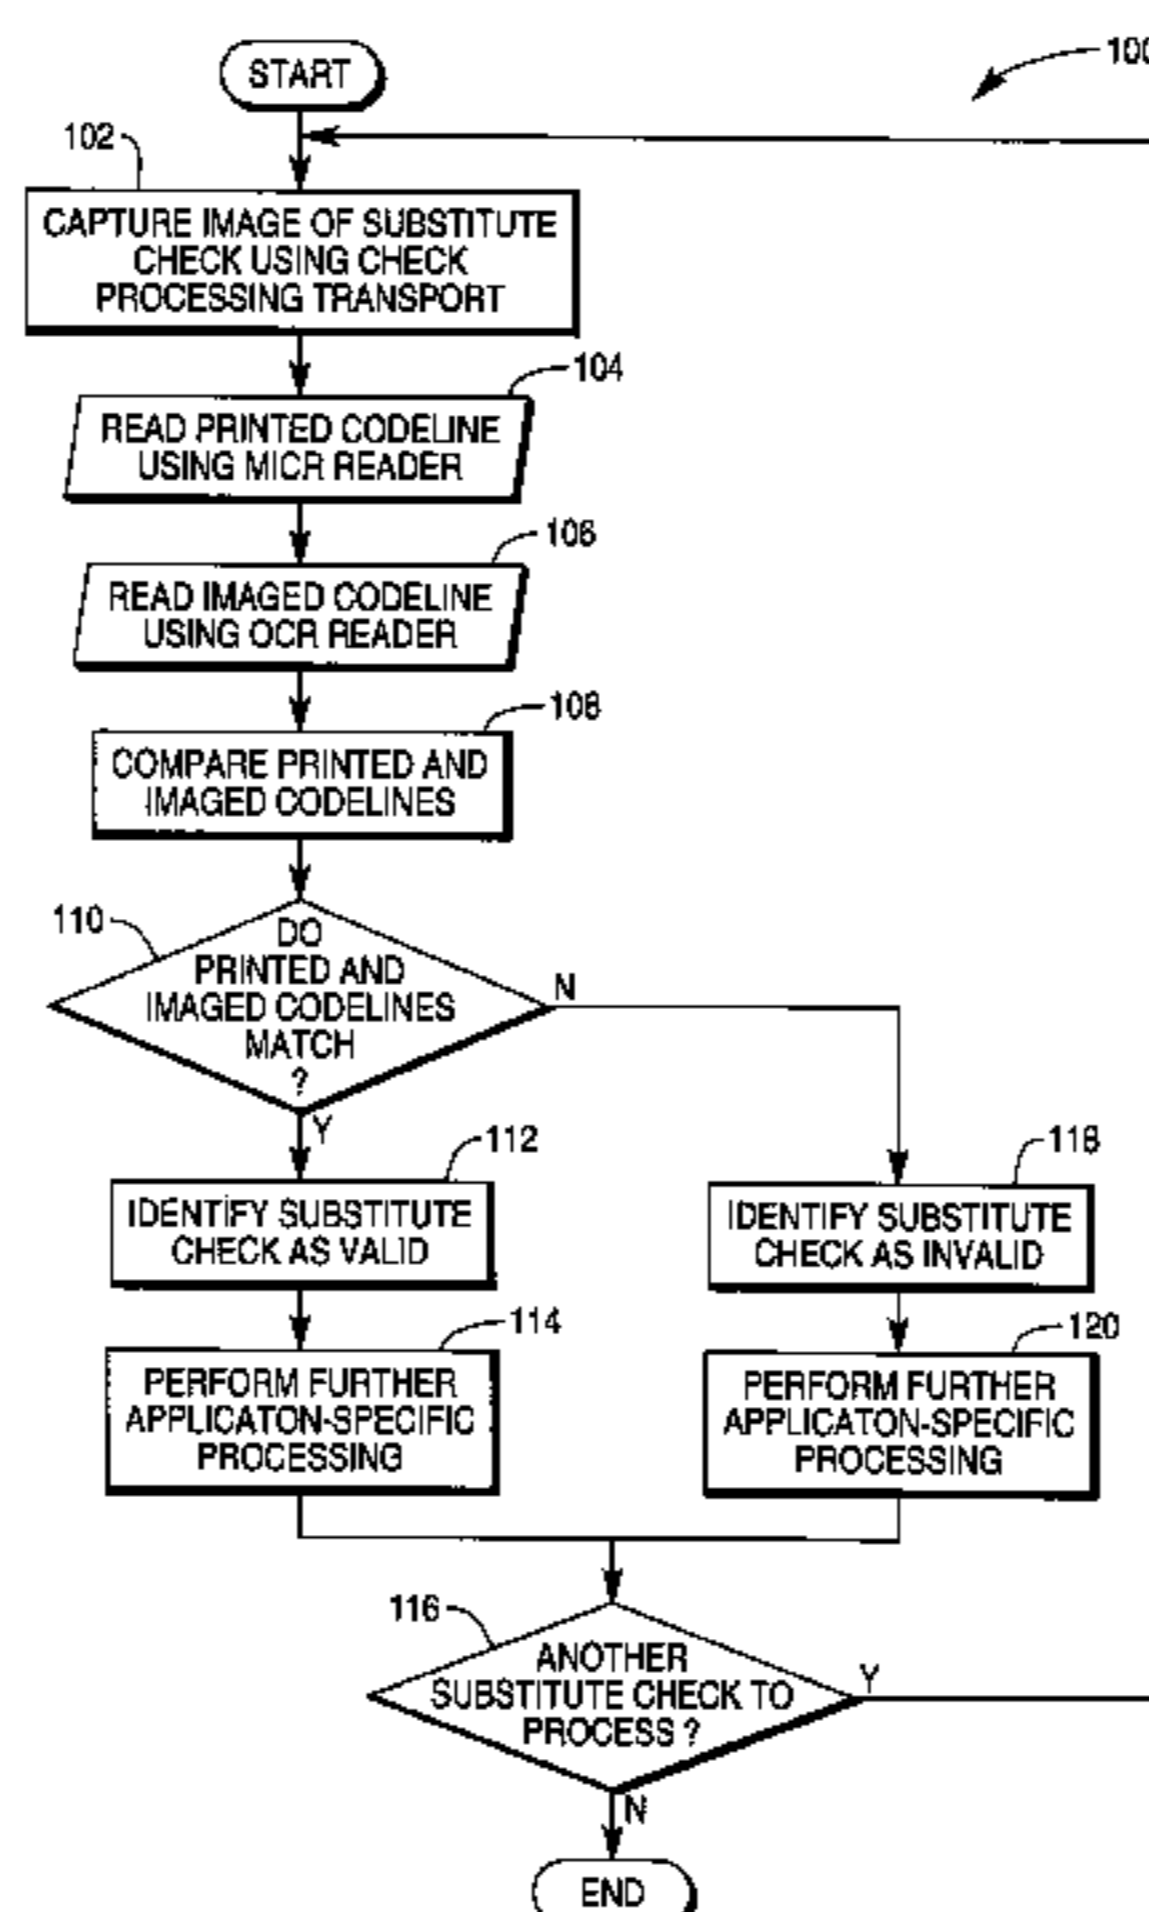 START
100
102
CAPTURE IMAGE OF SUBSTITUTE
CHECK USING CHECK
PROCESSING TRANSPORT
104
READ PRINTED CODELINE
USING MICR READER
106
READ IMAGED CODELINE
USING OCR READER
108
COMPARE PRINTED AND
IMAGED CODELINES
110
DO
PRINTED AND
IMAGED CODELINES
MATCH
?
N
Y
112
IDENTIFY SUBSTITUTE
CHECK AS VALID
118
IDENTIFY SUBSTITUTE
CHECK AS INVALID
114
PERFORM FURTHER
APPLICATON-SPECIFIC
PROCESSING
120
PERFORM FURTHER
APPLICATON-SPECIFIC
PROCESSING
116
ANOTHER
SUBSTITUTE CHECK TO
PROCESS ?
Y
N
END